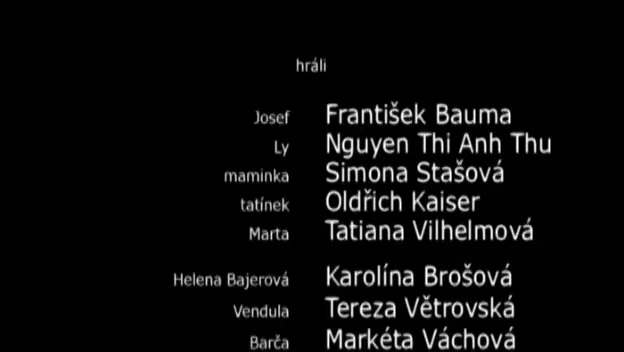 hráli
Josef František Bauma
Ly Nguyen Thi Anh Thu
maminka Simona Stašová
tatínek Oldřich Kaiser
Marta Tatiana Vilhelmová
Helena Bajerová Karolína Brošová
Vendula Tereza Větrovská
Barča Markéta Váchová